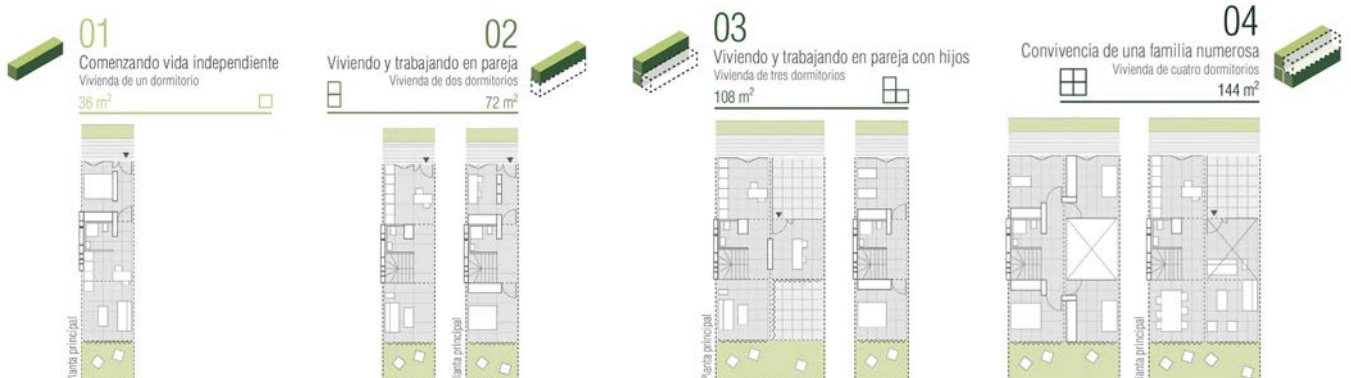 01
Comenzando vida independiente
Vivienda de un dormitorio
36 m²
Planta principal
02
Viviendo y trabajando en pareja
Vivienda de dos dormitorios
72 m²
Planta principal
03
Viviendo y trabajando en pareja con hijos
Vivienda de tres dormitorios
108 m²
Planta principal
04
Convivencia de una familia numerosa
Vivienda de cuatro dormitorios
144 m²
Planta principal